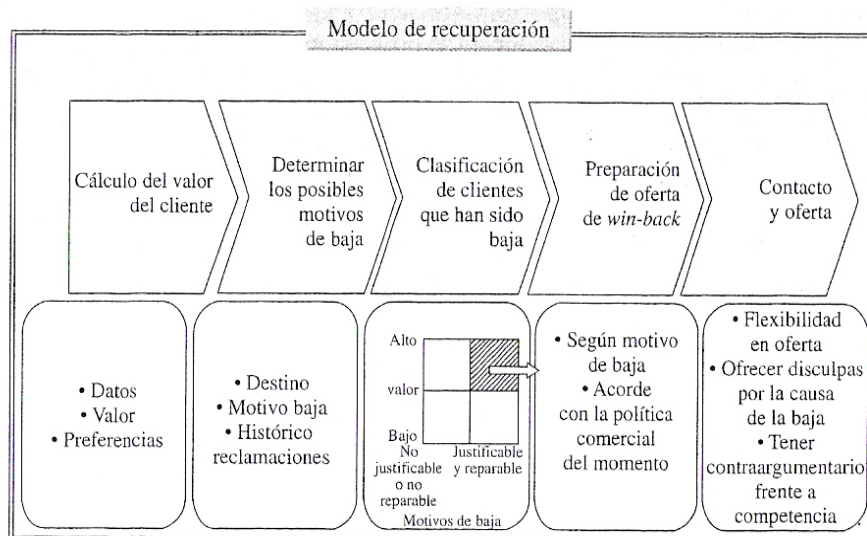 Modelo de recuperación
Cálculo del valor
del cliente
Determinar
los posibles
motivos
de baja
Clasificación
de clientes
que han sido
baja
Preparación
de oferta
de win-back
Contacto
y oferta
• Datos
• Valor
• Preferencias
• Destino
• Motivo baja
• Histórico
reclamaciones
Alto
valor
Bajo
No
justificable
o no
reparable
Justificable
y reparable
Motivos de baja
• Según motivo
de baja
• Acorde
con la política
comercial
del momento
• Flexibilidad
en oferta
• Ofrecer disculpas
por la causa
de la baja
• Tener
contraargumentario
frente a
competencia